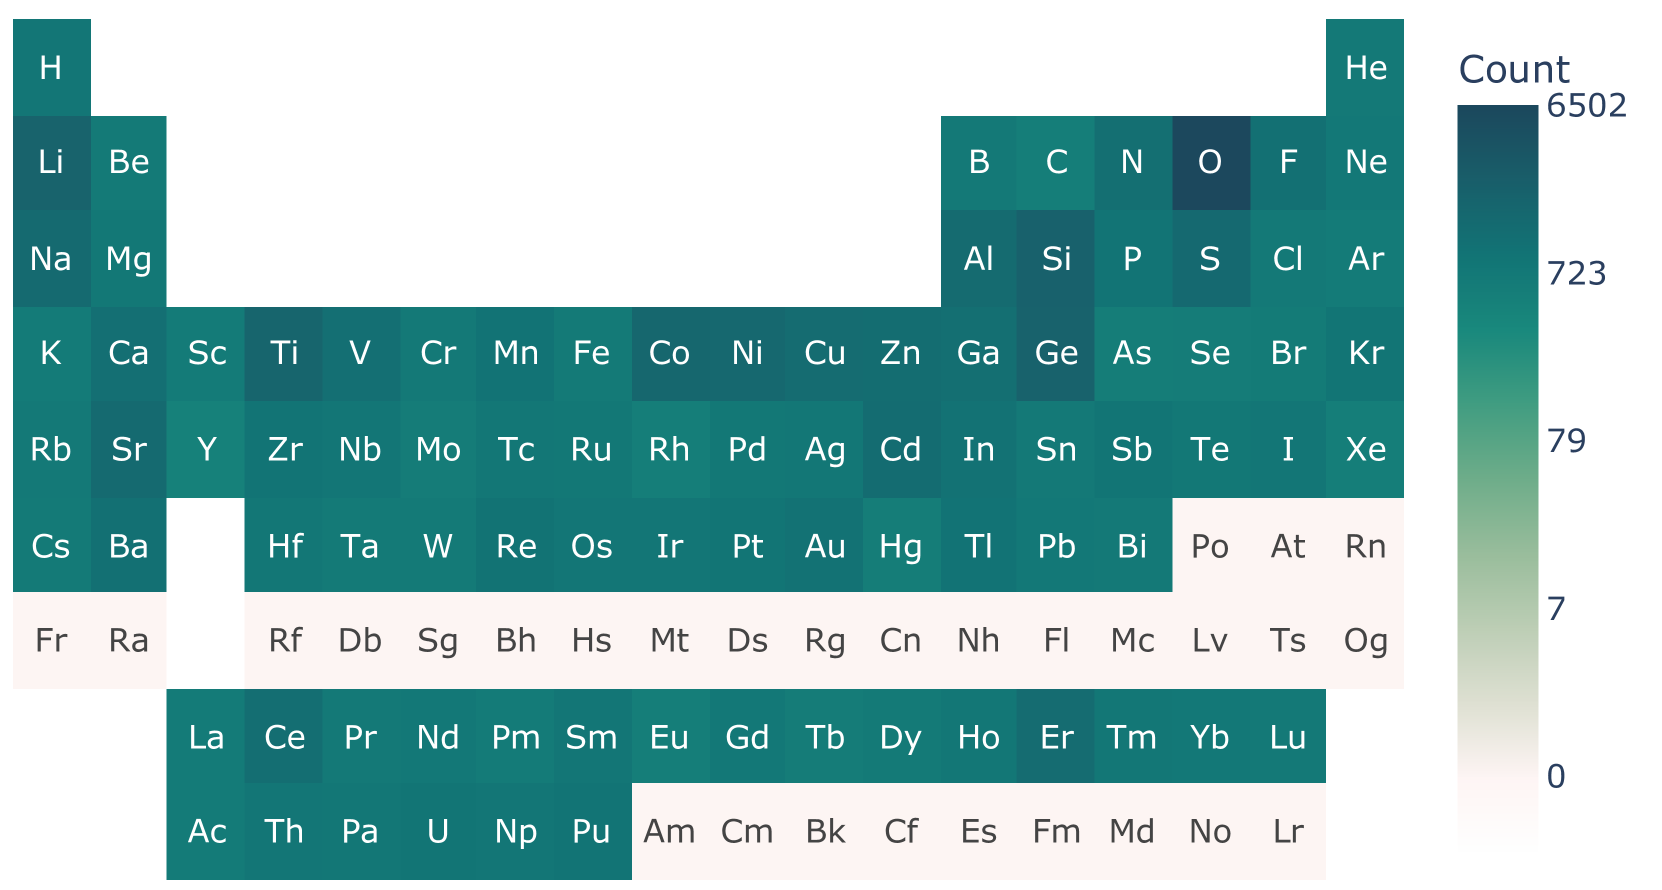 H He
Li Be B C N O F Ne
Na Mg Al Si P S Cl Ar
K Ca Sc Ti V Cr Mn Fe Co Ni Cu Zn Ga Ge As Se Br Kr
Rb Sr Y Zr Nb Mo Tc Ru Rh Pd Ag Cd In Sn Sb Te I Xe
Cs Ba Hf Ta W Re Os Ir Pt Au Hg Tl Pb Bi Po At Rn
Fr Ra Rf Db Sg Bh Hs Mt Ds Rg Cn Nh Fl Mc Lv Ts Og
La Ce Pr Nd Pm Sm Eu Gd Tb Dy Ho Er Tm Yb Lu
Ac Th Pa U Np Pu Am Cm Bk Cf Es Fm Md No Lr
Count
6502
723
79
7
0